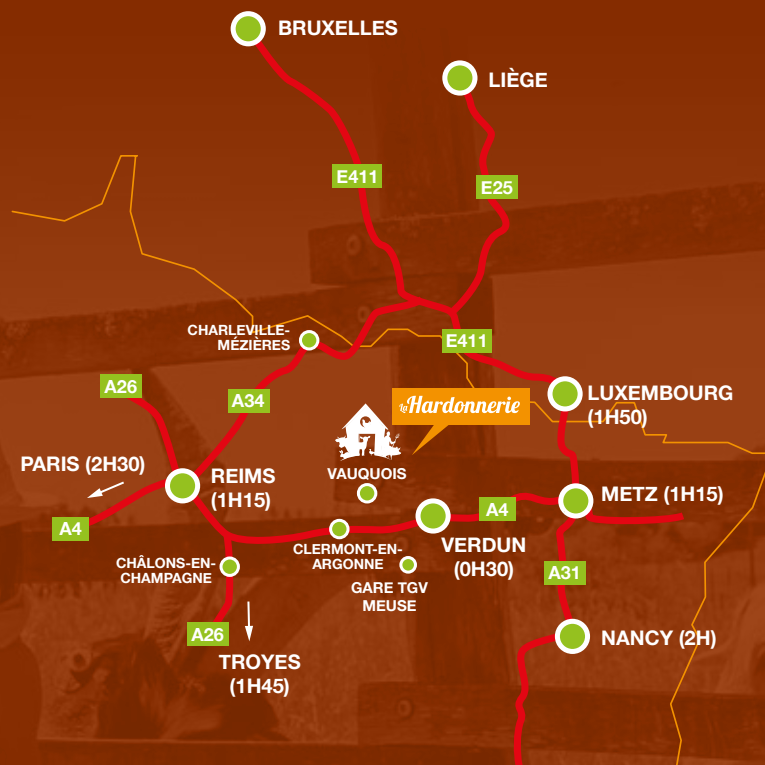 BRUXELLES
LIÈGE
E411
E25
CHARLEVILLE-
MÉZIÈRES
E411
A26
A34
la Hardonnerie
LUXEMBOURG
(1H50)
PARIS (2H30)
REIMS
(1H15)
VAUQUOIS
METZ (1H15)
A4
A4
CLERMONT-EN-
ARGONNE
VERDUN
(0H30)
CHÂLONS-EN-
CHAMPAGNE
GARE TGV
MEUSE
A31
A26
NANCY (2H)
TROYES
(1H45)